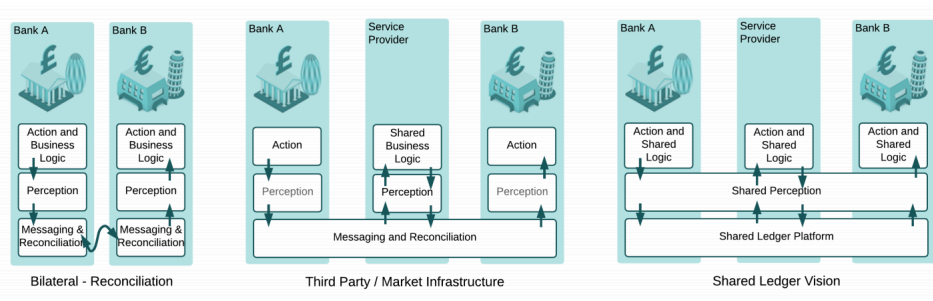 Bank A
Bank B
£
€
Action and
Business
Logic
Action and
Business
Logic
Perception
Perception
Messaging &
Reconciliation
Messaging &
Reconciliation
Bilateral - Reconciliation
Bank A
Service
Provider
Bank B
£
€
Action
Shared
Business
Logic
Action
Perception
Perception
Perception
Messaging and Reconciliation
Third Party / Market Infrastructure
Bank A
Service
Provider
Bank B
£
€
Action and
Shared
Logic
Action and
Shared
Logic
Action and
Shared
Logic
Shared Perception
Shared Ledger Platform
Shared Ledger Vision